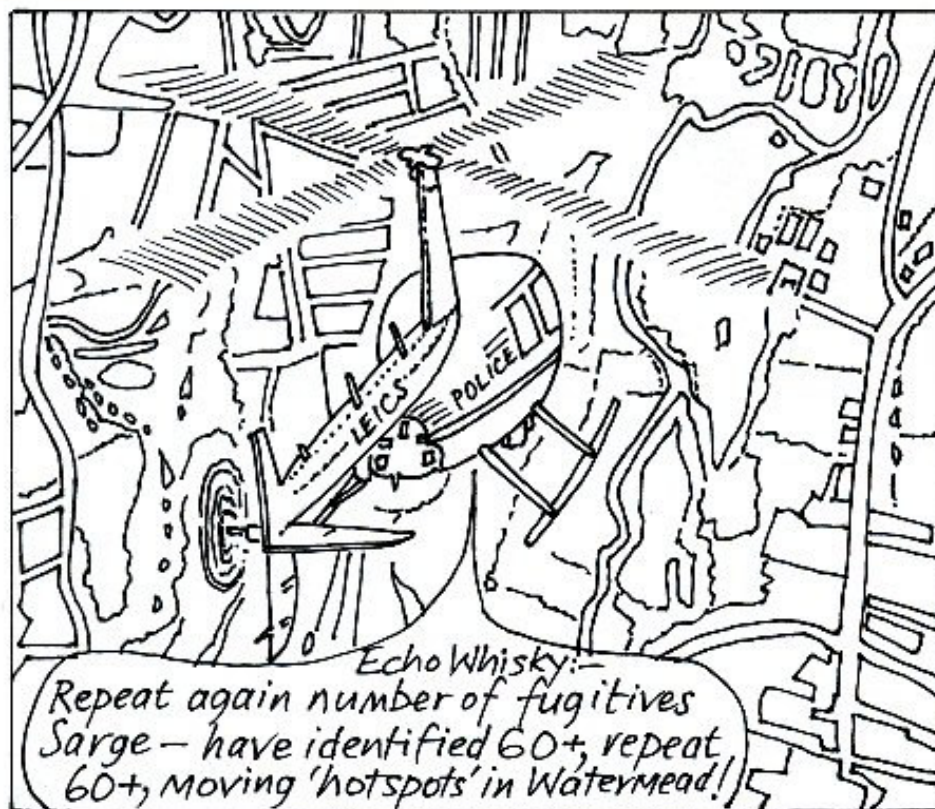 LEICS
POLICE
Echo Whisky:-
Repeat again number of fugitives
Sarge - have identified 60+, repeat
60+, moving 'hotspots' in Watermead!